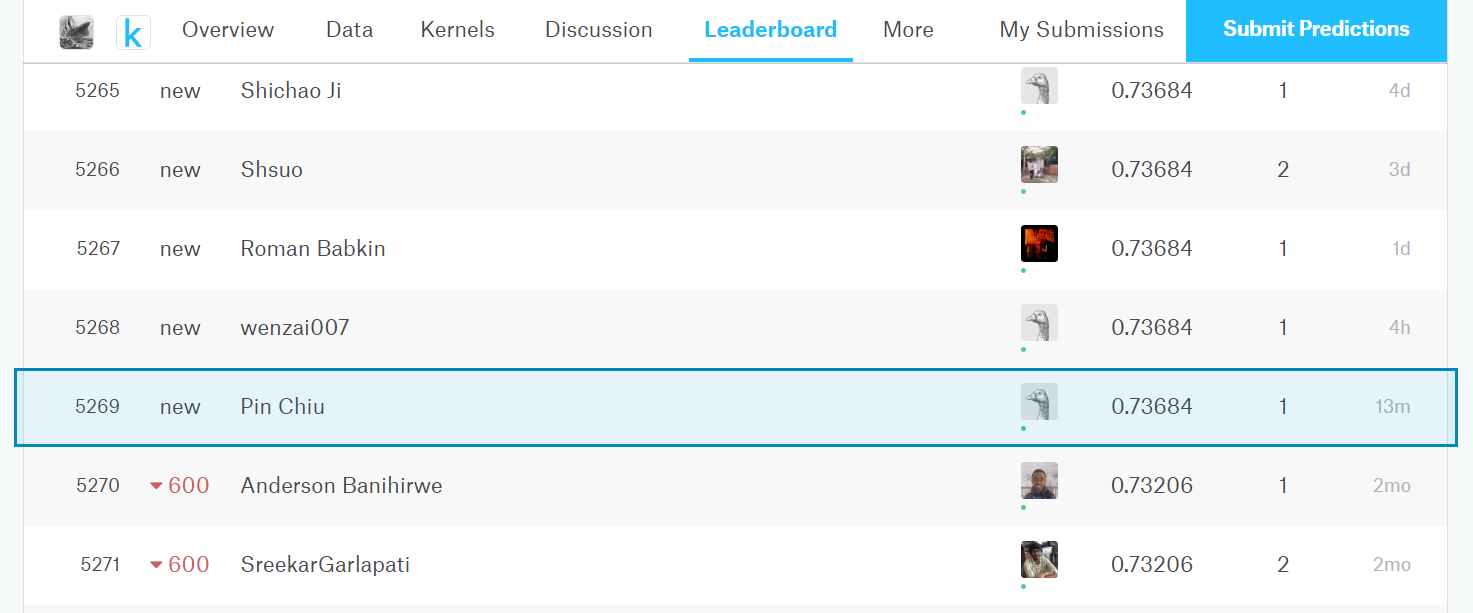 k Overview Data Kernels Discussion Leaderboard More My Submissions Submit Predictions
5265 new Shichao Ji 0.73684 1 4d
5266 new Shsuo 0.73684 2 3d
5267 new Roman Babkin 0.73684 1 1d
5268 new wenzai007 0.73684 1 4h
5269 new Pin Chiu 0.73684 1 13m
5270 600 Anderson Banihirwe 0.73206 1 2mo
5271 600 SreekarGarlapati 0.73206 2 2mo